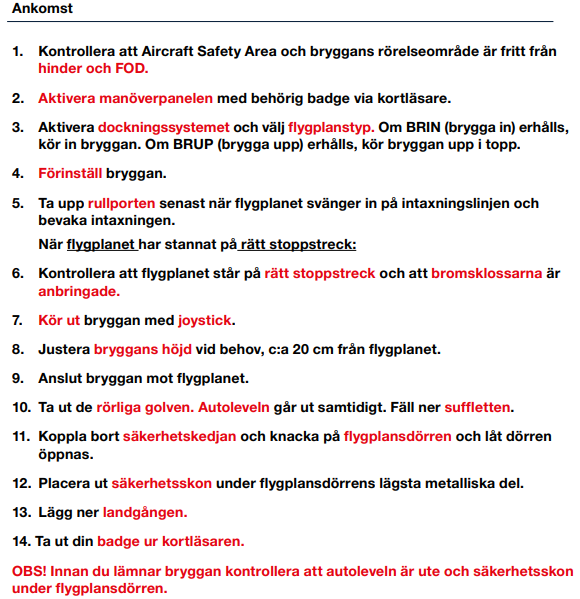 Ankomst
1. Kontrollera att Aircraft Safety Area och bryggans rörelseområde är fritt från
hinder och FOD.
2. Aktivera manöverpanelen med behörig badge via kortläsare.
3. Aktivera dockningssystemet och välj flygplanstyp. Om BRIN (brygga in) erhålls,
kör in bryggan. Om BRUP (brygga upp) erhålls, kör bryggan upp i topp.
4. Förinställ bryggan.
5. Ta upp rullporten senast när flygplanet svänger in på intaxningslinjen och
bevaka intaxningen.
När flygplanet har stannat på rätt stoppstreck:
6. Kontrollera att flygplanet står på rätt stoppstreck och att bromsklossarna är
anbringade.
7. Kör ut bryggan med joystick.
8. Justera bryggans höjd vid behov, c:a 20 cm från flygplanet.
9. Anslut bryggan mot flygplanet.
10. Ta ut de rörliga golven. Autoleveln går ut samtidigt. Fäll ner suffletten.
11. Koppla bort säkerhetskedjan och knacka på flygplansdörren och låt dörren
öppnas.
12. Placera ut säkerhetsskon under flygplansdörrens lägsta metalliska del.
13. Lägg ner landgången.
14. Ta ut din badge ur kortläsaren.
OBS! Innan du lämnar bryggan kontrollera att autoleveln är ute och säkerhetsskon
under flygplansdörren.